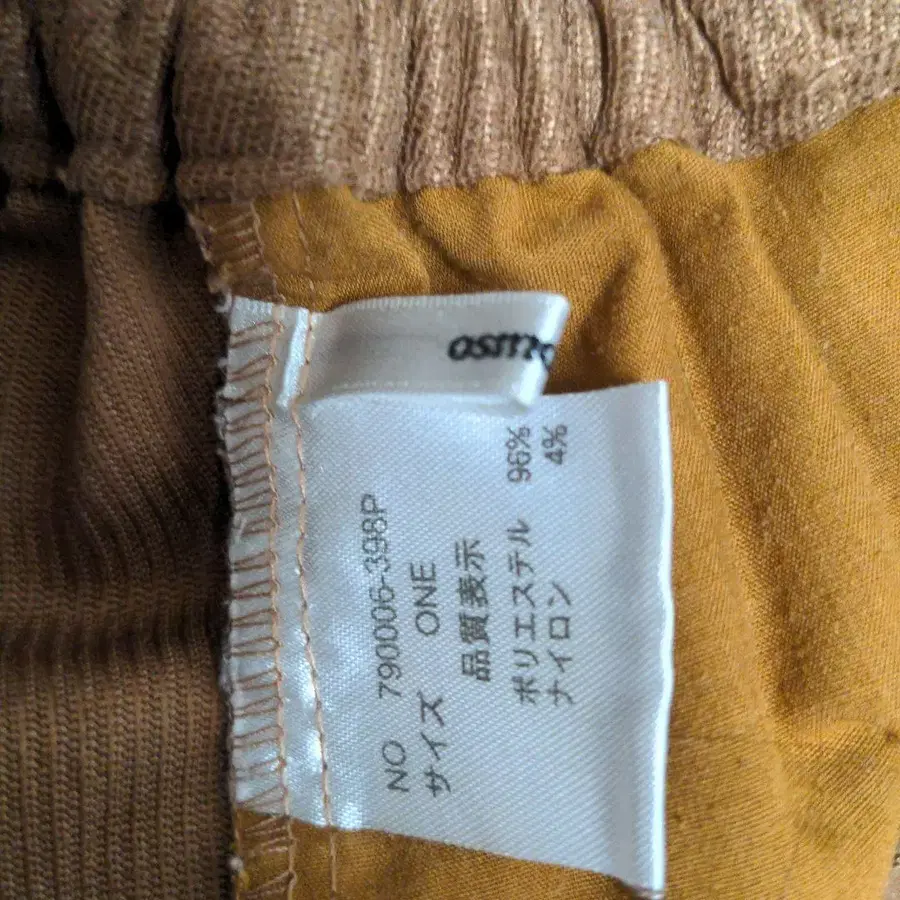 osmo
NO 790006-398P
サイズ ONE
品質表示
ポリエステル 96%
ナイロン 4%